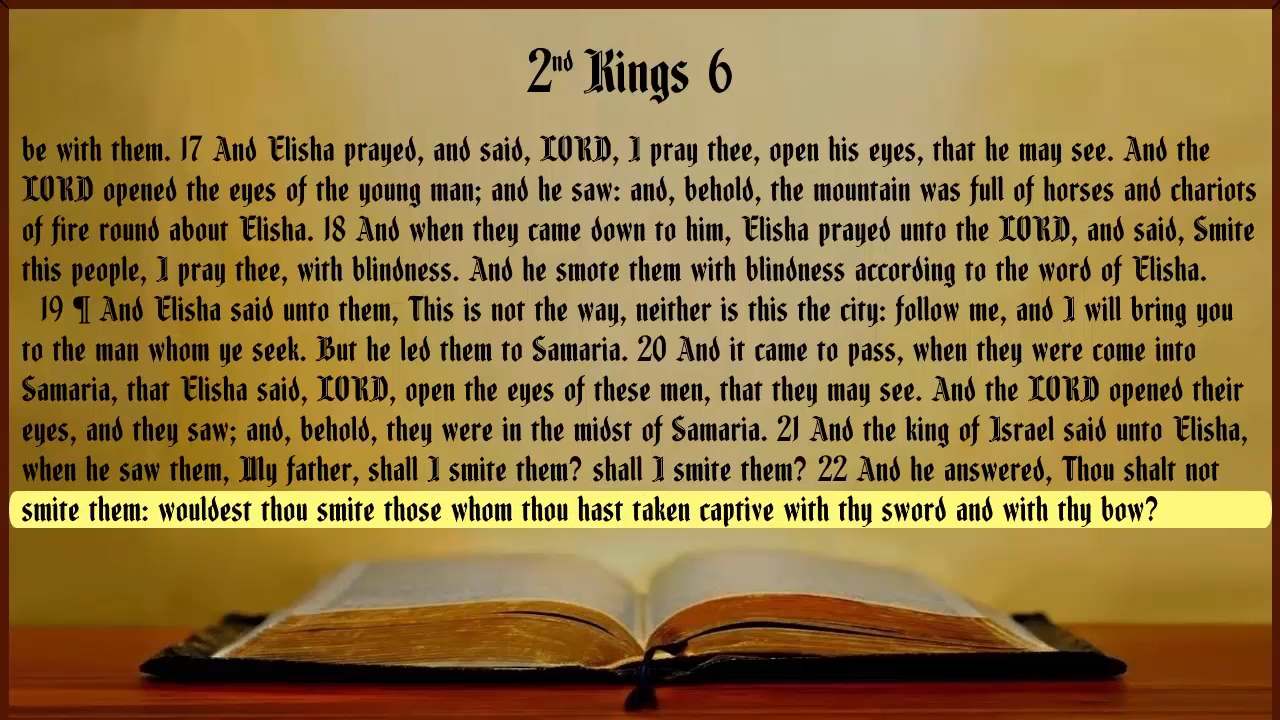 2nd Kings 6
be with them. 17 And Elisha prayed, and said, LORD, I pray thee, open his eyes, that he may see. And the
LORD opened the eyes of the young man; and he saw: and, behold, the mountain was full of horses and chariots
of fire round about Elisha. 18 And when they came down to him, Elisha prayed unto the LORD, and said, Smite
this people, I pray thee, with blindness. And he smote them with blindness according to the word of Elisha.
19 ¶ And Elisha said unto them, This is not the way, neither is this the city: follow me, and I will bring you
to the man whom ye seek. But he led them to Samaria. 20 And it came to pass, when they were come into
Samaria, that Elisha said, LORD, open the eyes of these men, that they may see. And the LORD opened their
eyes, and they saw; and, behold, they were in the midst of Samaria. 21 And the king of Israel said unto Elisha,
when he saw them, My father, shall I smite them? shall I smite them? 22 And he answered, Thou shalt not
smite them: wouldest thou smite those whom thou hast taken captive with thy sword and with thy bow?